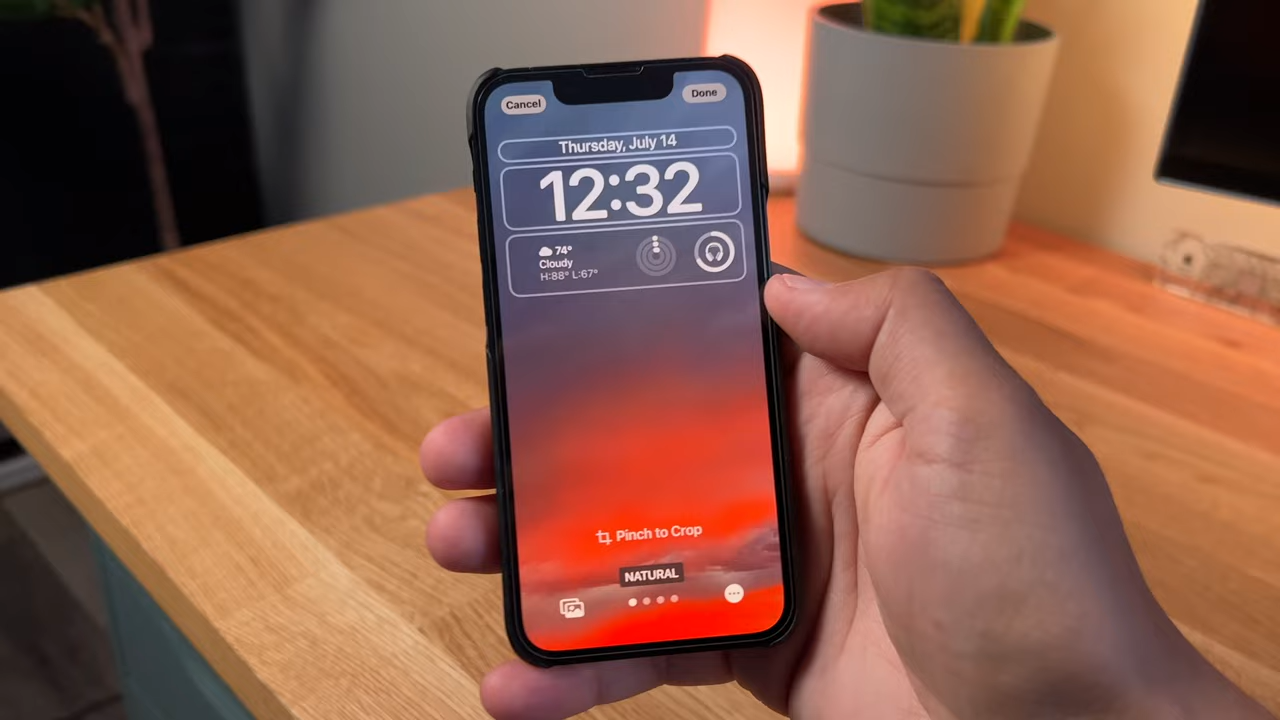 Cancel
Done
Thursday, July 14
12:32
74°
Cloudy
H:88° L:67°
Pinch to Crop
NATURAL